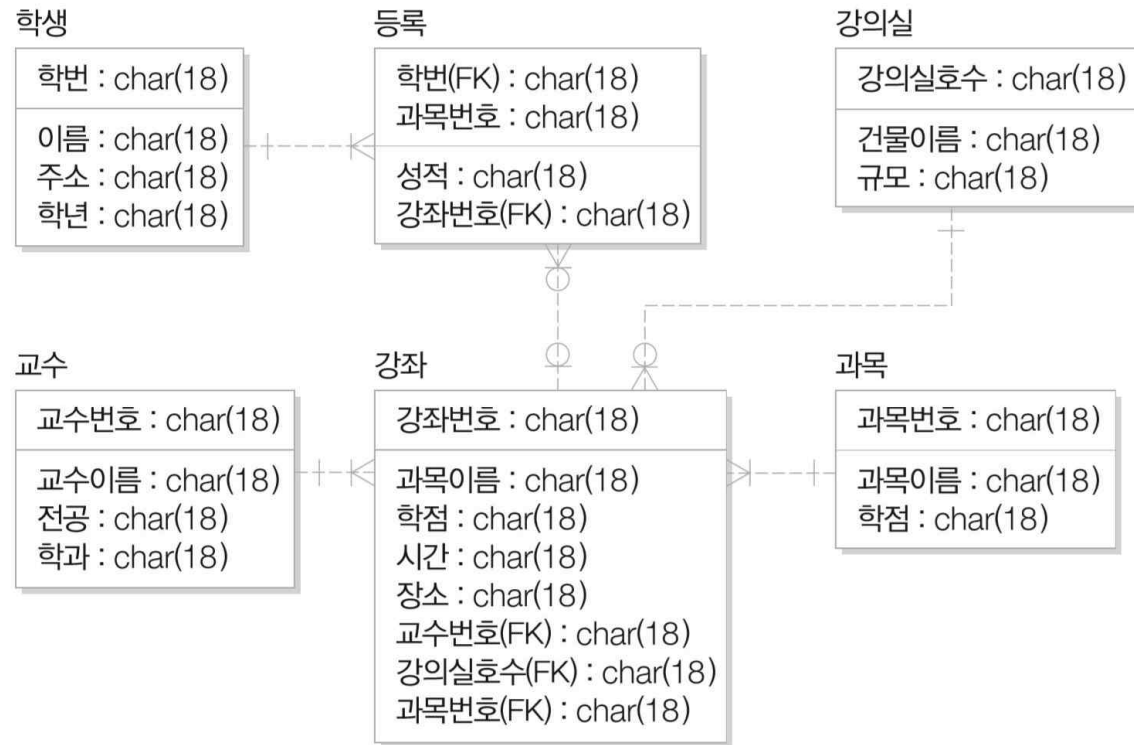 학생
학번 : char(18)
이름 : char(18)
주소 : char(18)
학년 : char(18)
등록
학번(FK) : char(18)
과목번호 : char(18)
성적 : char(18)
강좌번호(FK) : char(18)
강의실
강의실호수 : char(18)
건물이름 : char(18)
규모 : char(18)
교수
교수번호 : char(18)
교수이름 : char(18)
전공 : char(18)
학과 : char(18)
강좌
강좌번호 : char(18)
과목이름 : char(18)
학점 : char(18)
시간 : char(18)
장소 : char(18)
교수번호(FK) : char(18)
강의실호수(FK) : char(18)
과목번호(FK) : char(18)
과목
과목번호 : char(18)
과목이름 : char(18)
학점 : char(18)